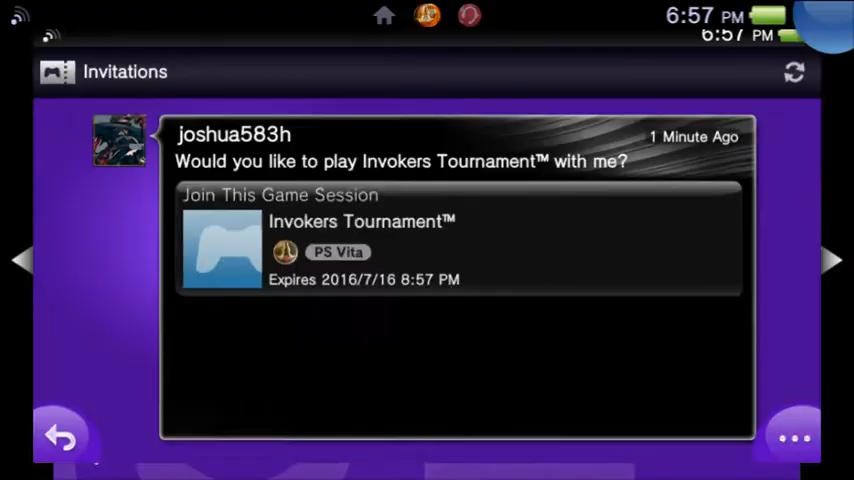 6:57 PM
6:57 PM
Invitations
joshua583h
1 Minute Ago
Would you like to play Invokers Tournament™ with me?
Join This Game Session
Invokers Tournament™
PS Vita
Expires 2016/7/16 8:57 PM